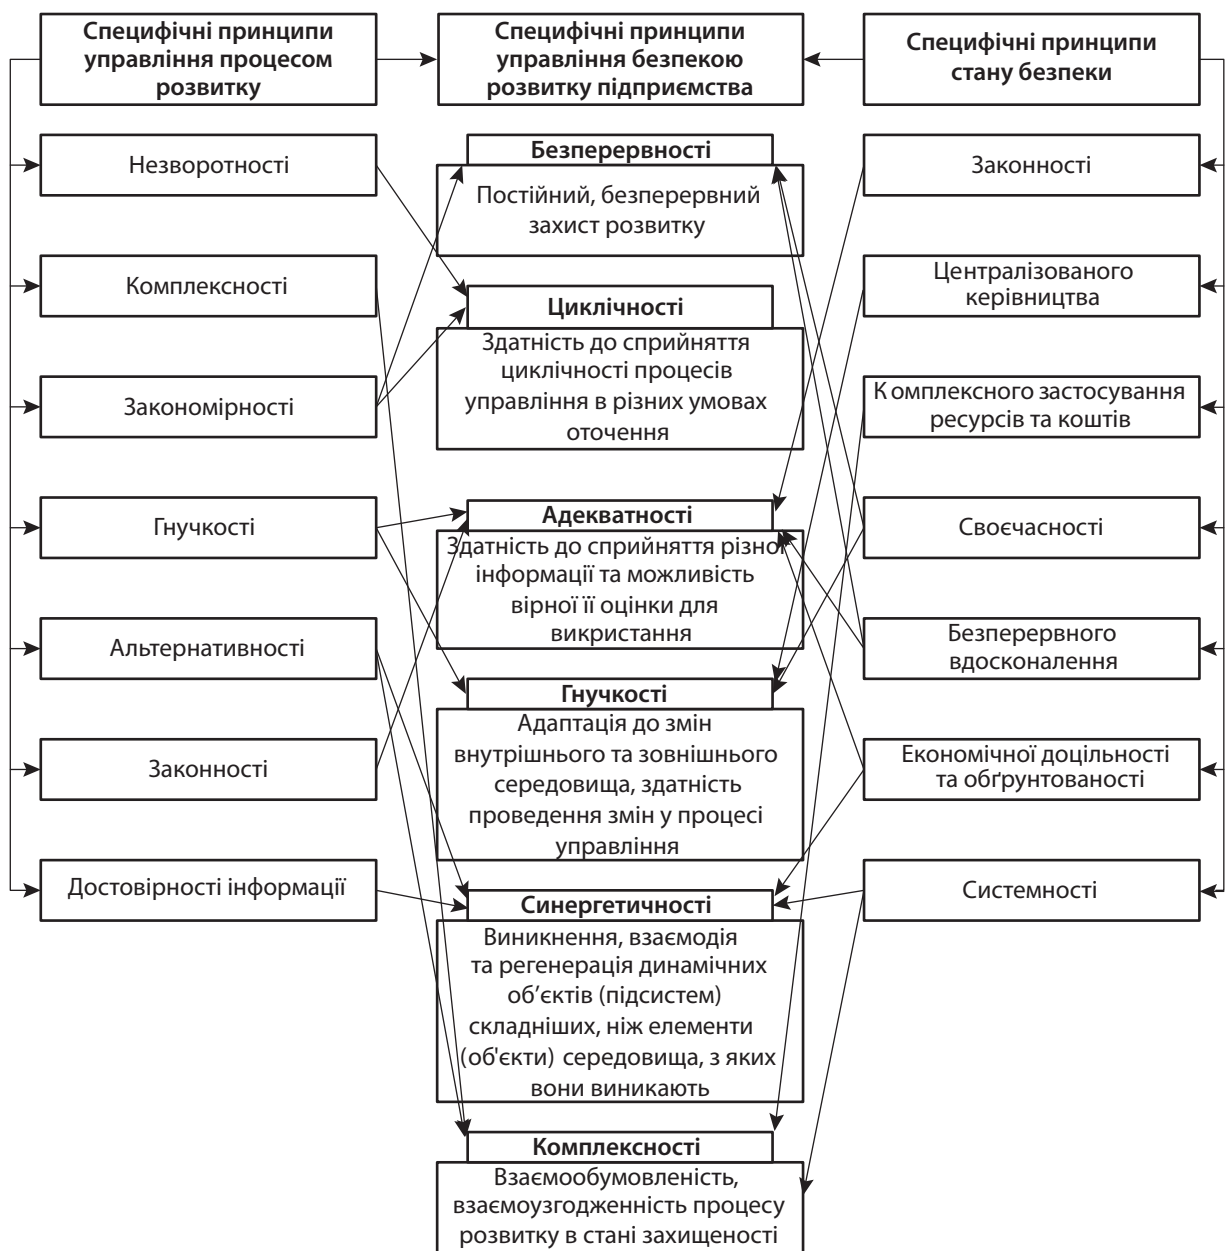 Специфічні принципи
управління процесом
розвитку
Специфічні принципи
управління безпекою
розвитку підприємства
Специфічні принципи
стану безпеки
Незворотності
Комплексності
Закономірності
Гнучкості
Альтернативності
Законності
Достовірності інформації
Безперервності
Постійний, безперервний
захист розвитку
Циклічності
Здатність до сприйняття
циклічності процесів
управління в різних умовах
оточення
Адекватності
Здатність до сприйняття різної
інформації та можливість
вірної її оцінки для
викристання
Гнучкості
Адаптація до змін
внутрішнього та зовнішнього
середовища, здатність
проведення змін у процесі
управління
Синергетичності
Виникнення, взаємодія
та регенерація динамічних
об’єктів (підсистем)
складніших, ніж елементи
(об'єкти) середовища, з яких
вони виникають
Комплексності
Взаємообумовленість,
взаємоузгодженність процесу
розвитку в стані захищеності
Законності
Централізованого
керівництва
К омплексного застосування
ресурсів та коштів
Своєчасності
Безперервного
вдосконалення
Економічної доцільності
та обґрунтованості
Системності